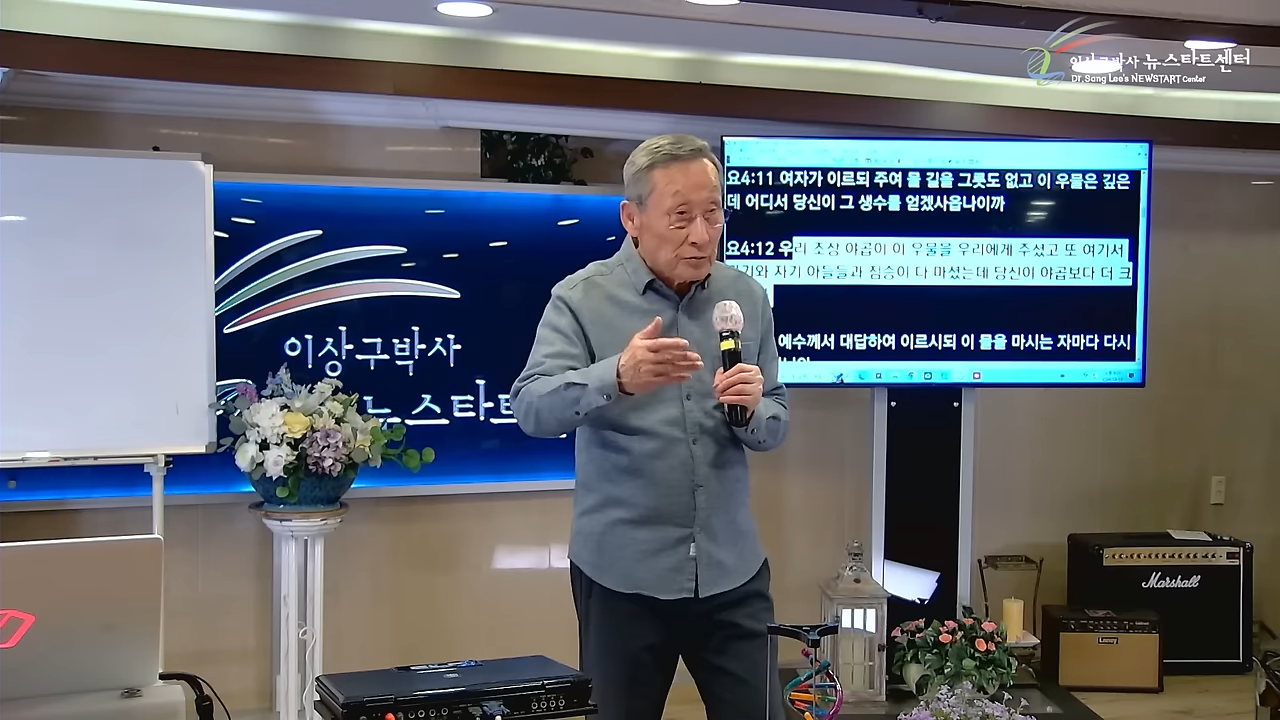 이상구박사 뉴스타트센터
Dr. Sang Lee's NEWSTART Center
요4:11 여자가 이르되 주여 물 길을 그릇도 없고 이 우물은 깊은
데 어디서 당신이 그 생수를 얻겠사옵나이까
요4:12 우리 조상 야곱이 이 우물을 우리에게 주셨고 또 여기서
와 자기 아들들과 짐승이 다 마셨는데 당신이 야곱보다 더 크
예수께서 대답하여 이르시되 이 물을 마시는 자마다 다시
이상구박사
뉴스타트
Marshall
Laney